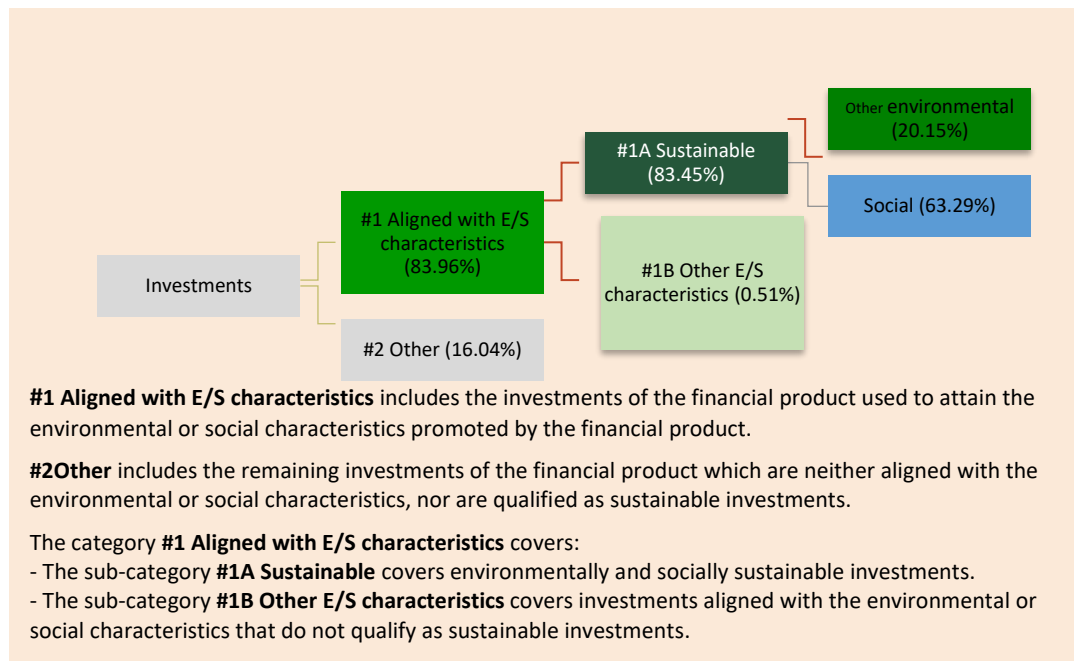 Other environmental
(20.15%)
#1A Sustainable
(83.45%)
Social (63.29%)
#1 Aligned with E/S
characteristics
(83.96%)
#1B Other E/S
characteristics (0.51%)
Investments
#2 Other (16.04%)
#1 Aligned with E/S characteristics includes the investments of the financial product used to attain the
environmental or social characteristics promoted by the financial product.
#2Other includes the remaining investments of the financial product which are neither aligned with the
environmental or social characteristics, nor are qualified as sustainable investments.
The category #1 Aligned with E/S characteristics covers:
- The sub-category #1A Sustainable covers environmentally and socially sustainable investments.
- The sub-category #1B Other E/S characteristics covers investments aligned with the environmental or
social characteristics that do not qualify as sustainable investments.